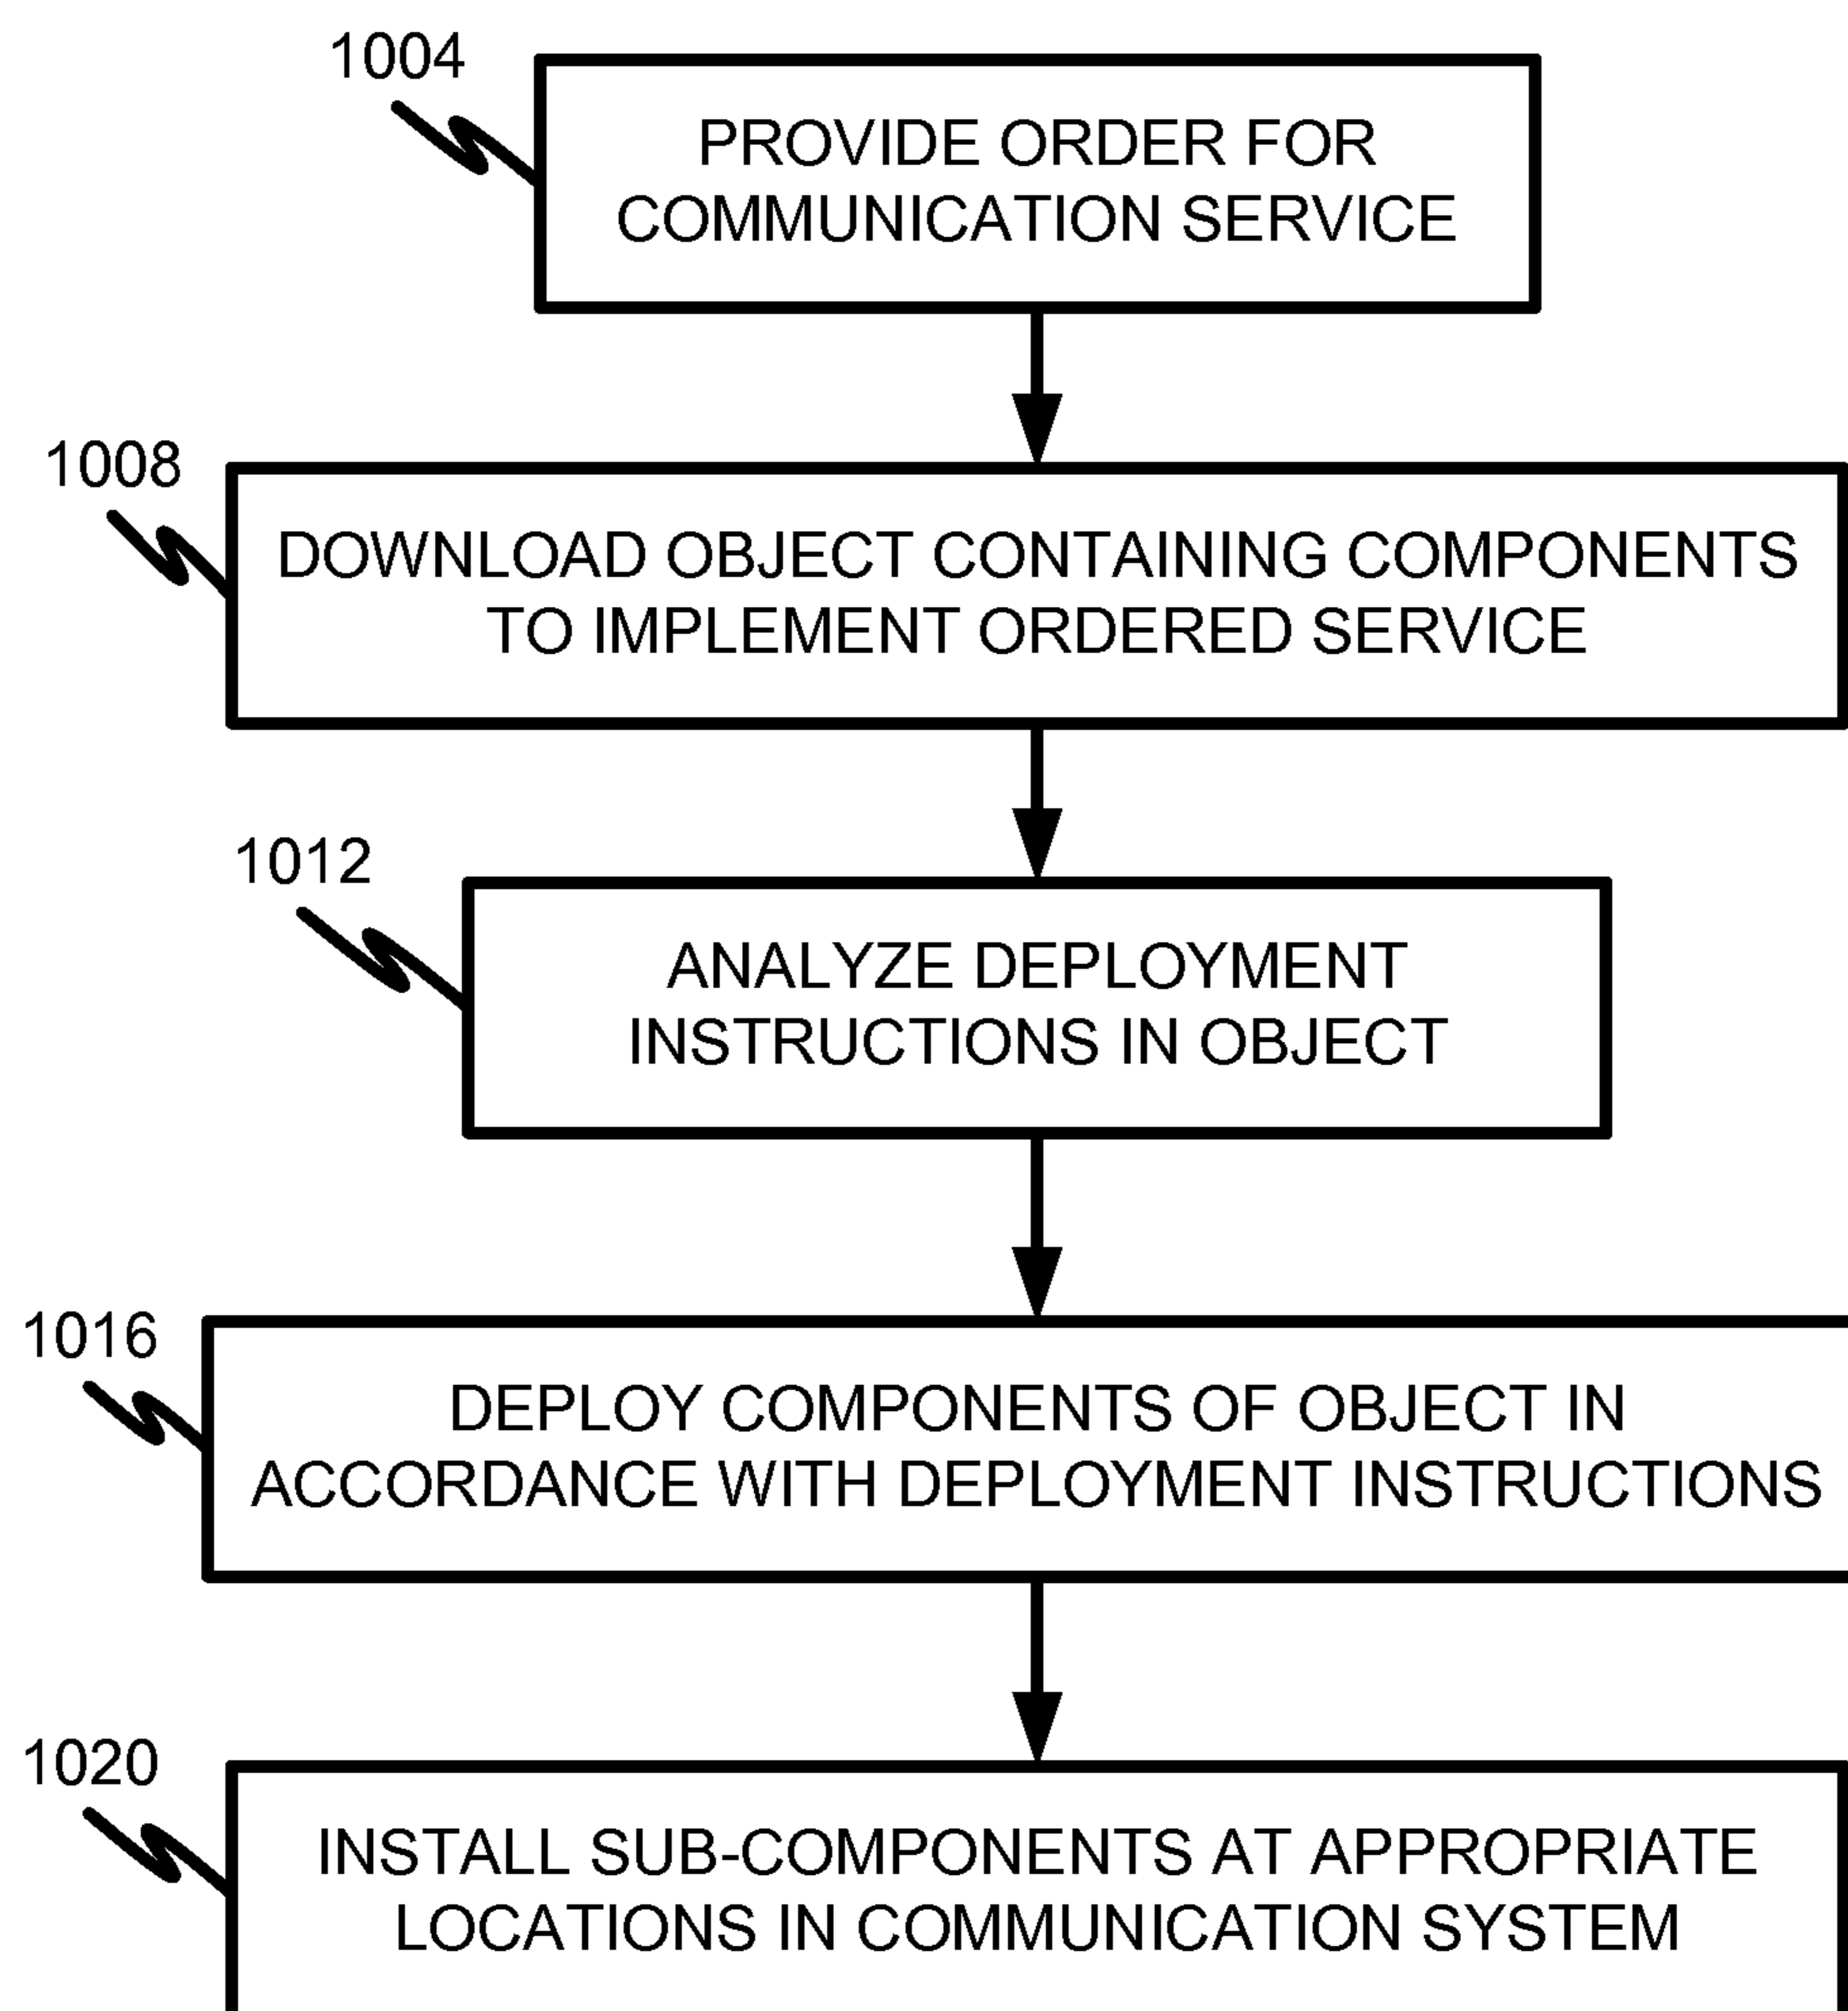 1004
PROVIDE ORDER FOR
COMMUNICATION SERVICE
1008
DOWNLOAD OBJECT CONTAINING COMPONENTS
TO IMPLEMENT ORDERED SERVICE
1012
ANALYZE DEPLOYMENT
INSTRUCTIONS IN OBJECT
1016
DEPLOY COMPONENTS OF OBJECT IN
ACCORDANCE WITH DEPLOYMENT INSTRUCTIONS
1020
INSTALL SUB-COMPONENTS AT APPROPRIATE
LOCATIONS IN COMMUNICATION SYSTEM